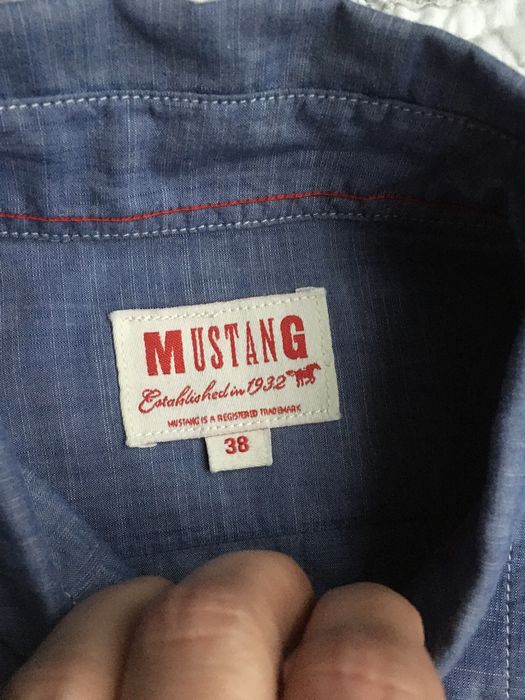 MUSTANG
Established in 1932
MUSTANG IS A REGISTERED TRADEMARK
38